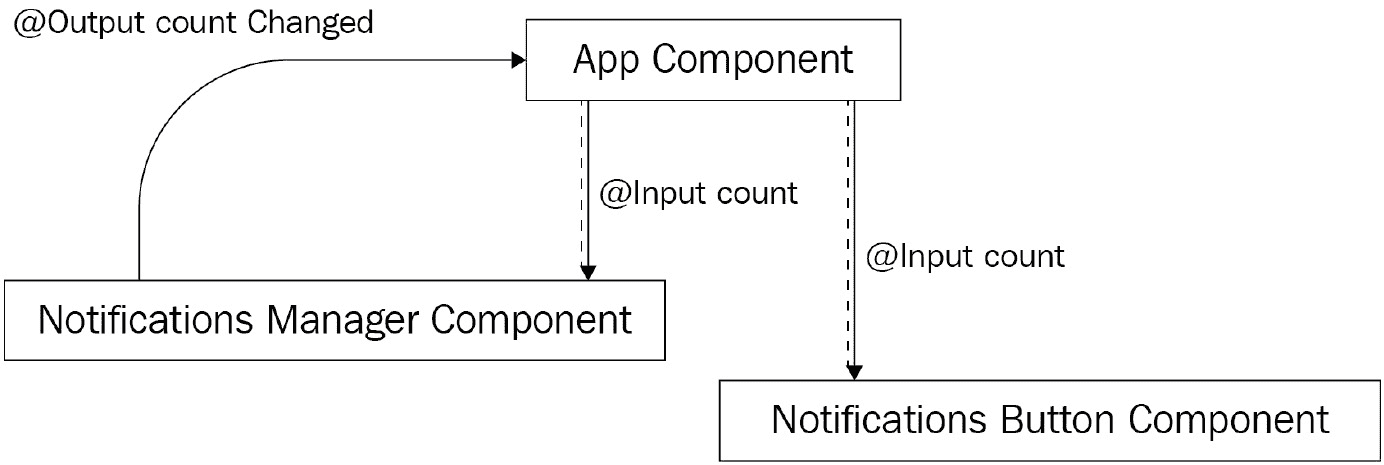 @Output count Changed
App Component
@Input count
@Input count
Notifications Manager Component
Notifications Button Component